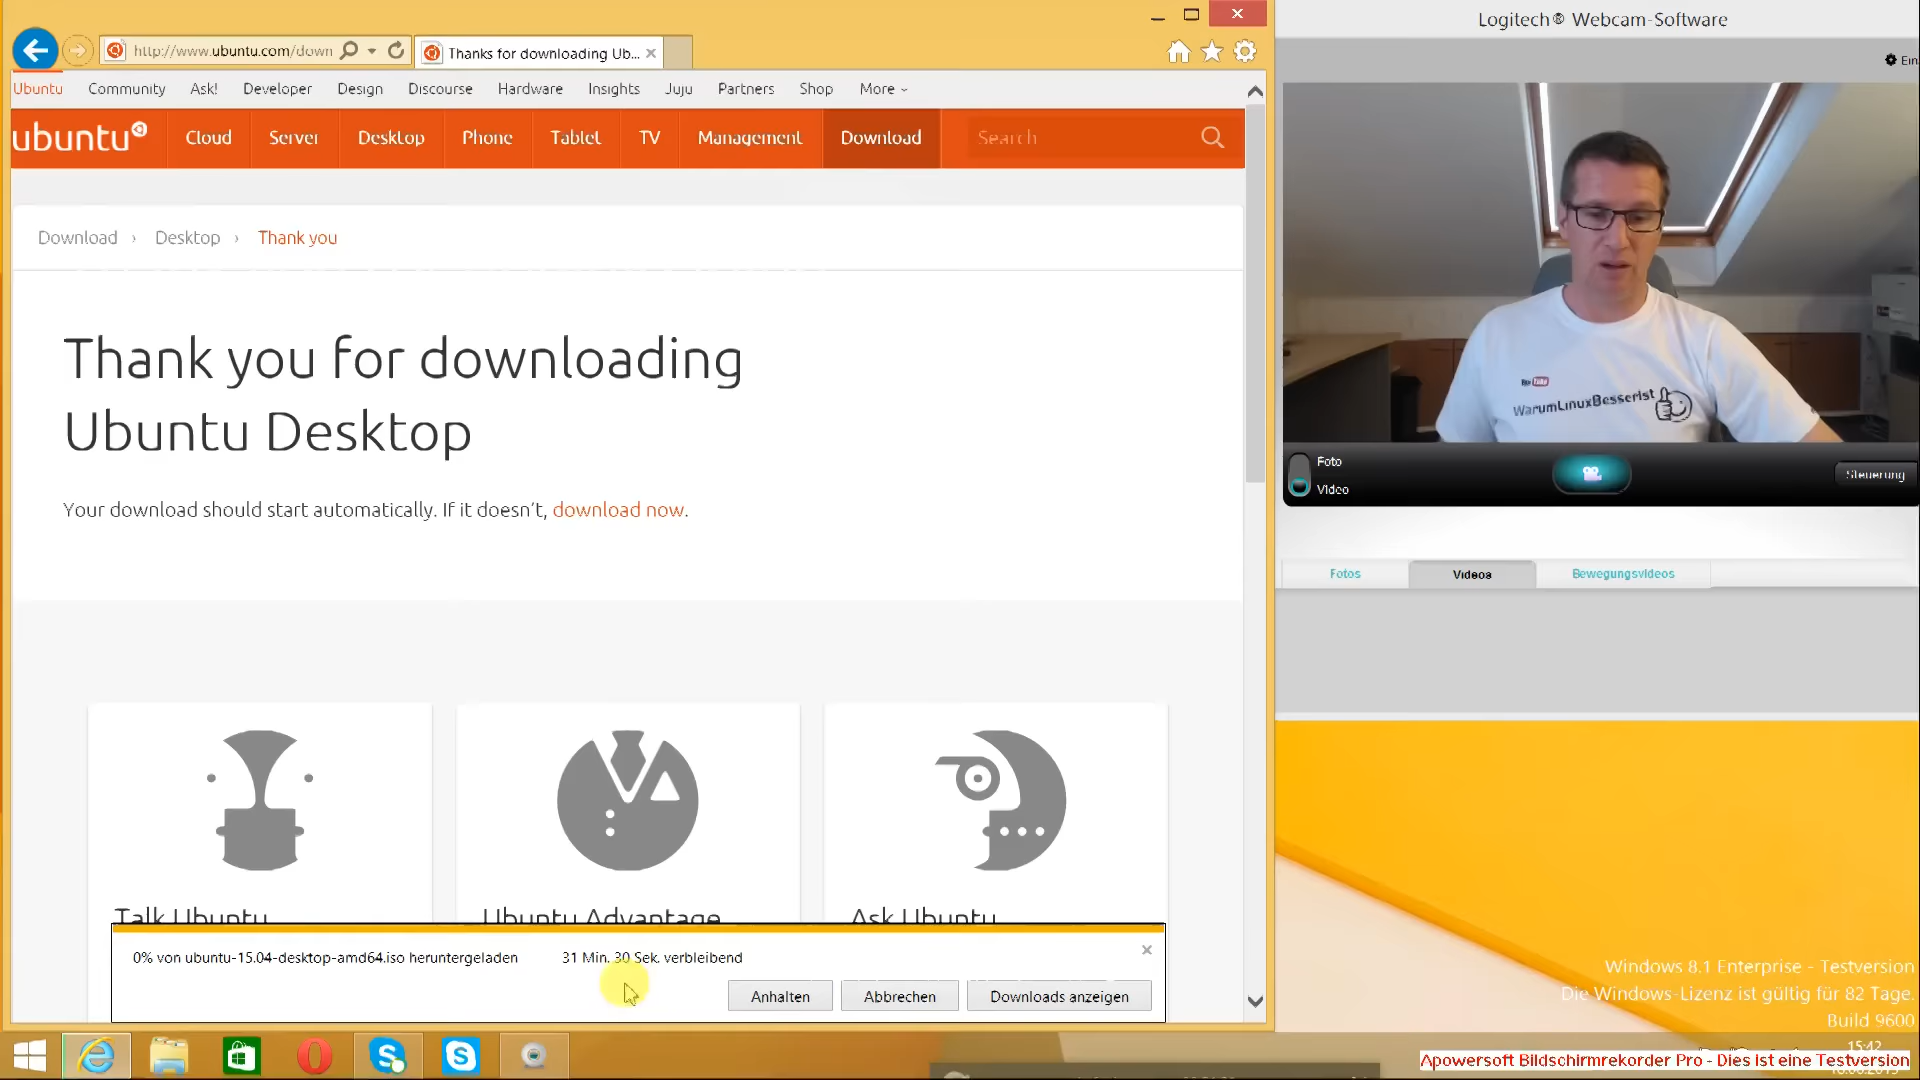 http://www.ubuntu.com/down
Thanks for downloading Ub...
Ubuntu Community Ask! Developer Design Discourse Hardware Insights Juju Partners Shop More
ubuntu Cloud Server Desktop Phone Tablet TV Management Download Search
Download › Desktop › Thank you
Thank you for downloading
Ubuntu Desktop
Your download should start automatically. If it doesn't, download now.
Talk Ubuntu Ubuntu Advantage Ask Ubuntu
0% von ubuntu-15.04-desktop-amd64.iso heruntergeladen 31 Min. 30 Sek. verbleibend
Anhalten Abbrechen Downloads anzeigen
Logitech® Webcam-Software
Ein
WarumLinuxBesserIst
Foto
Video
Steuerung
Fotos Videos Bewegungsvideos
Windows 8.1 Enterprise - Testversion
Die Windows-Lizenz ist gültig für 82 Tage.
Build 9600
15:42
Apowersoft Bildschirmrekorder Pro - Dies ist eine Testversion